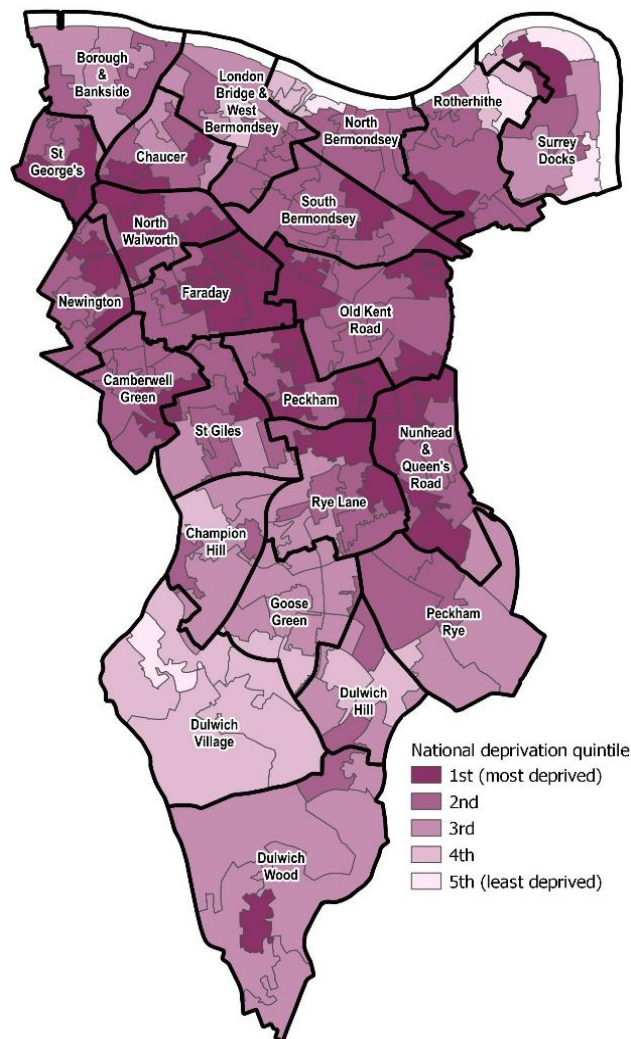 Borough
&
Bankside
London
Bridge &
West
Bermondsey
Rotherhithe
North
Bermondsey
Surrey
Docks
St
George's
Chaucer
South
Bermondsey
North
Walworth
Newington
Faraday
Old Kent
Road
Camberwell
Green
Peckham
St Giles
Nunhead
&
Queen's
Road
Rye Lane
Champion
Hill
Goose
Green
Peckham
Rye
Dulwich
Hill
Dulwich
Village
Dulwich
Wood
National deprivation quintile
1st (most deprived)
2nd
3rd
4th
5th (least deprived)